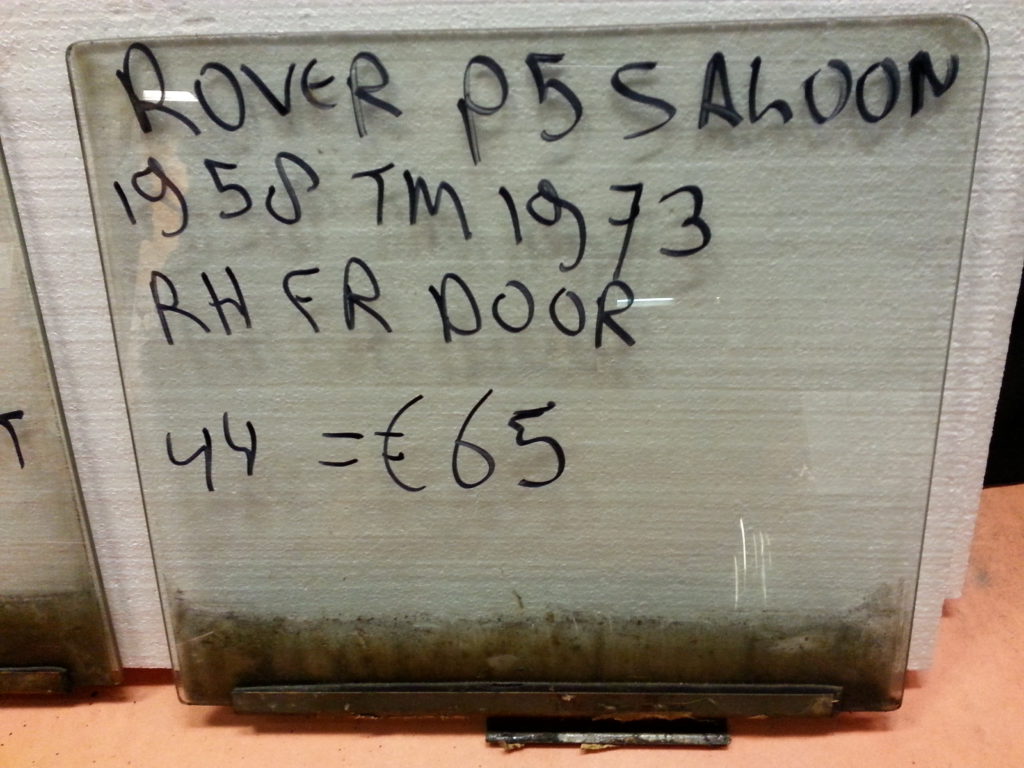 ROVER P5 SALOON
1958 TM 1973
RH FR DOOR
44 = €65
T